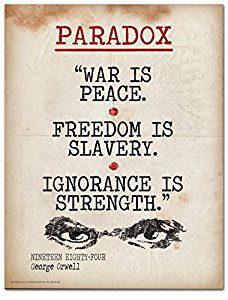 PARADOX
“WAR IS
PEACE.
FREEDOM IS
SLAVERY.
IGNORANCE IS
STRENGTH.”
NINETEEN EIGHTY-FOUR
George Orwell